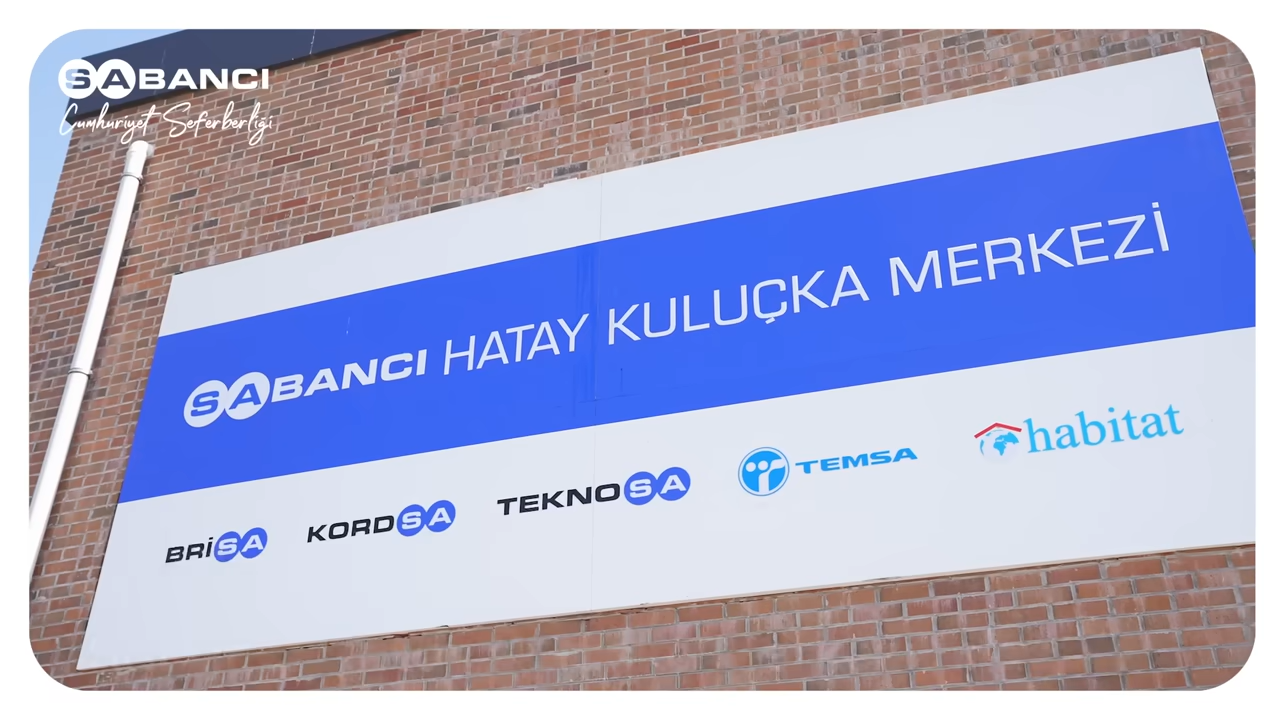 SABANCI
Cumhuriyet Seferberliği
SABANCI HATAY KULUÇKA MERKEZİ
BRİSA KORDSA TEKNOSA TEMSA habitat